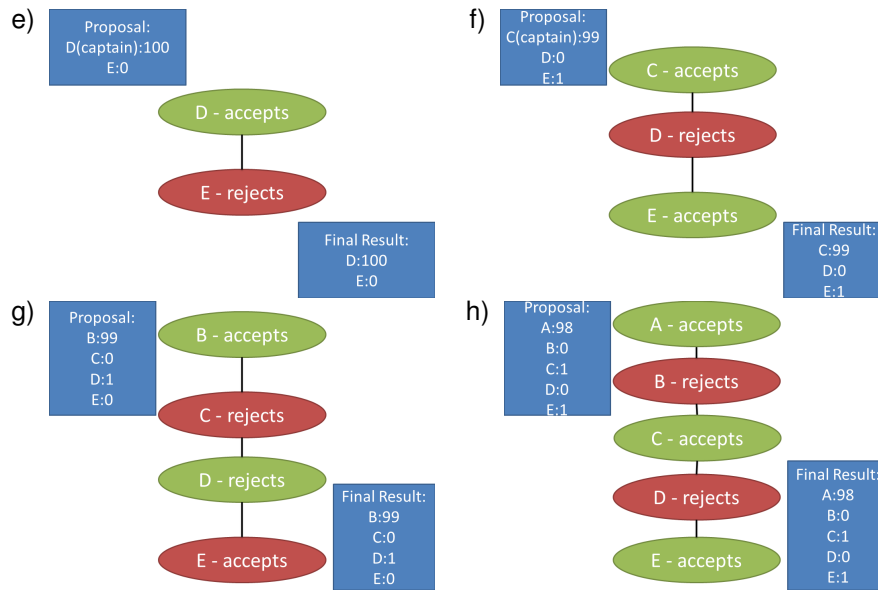 e)
Proposal:
D(captain):100
E:0
D - accepts
E - rejects
Final Result:
D:100
E:0
f)
Proposal:
C(captain):99
D:0
E:1
C - accepts
D - rejects
E - accepts
Final Result:
C:99
D:0
E:1
g)
Proposal:
B:99
C:0
D:1
E:0
B - accepts
C - rejects
D - rejects
E - accepts
Final Result:
B:99
C:0
D:1
E:0
h)
Proposal:
A:98
B:0
C:1
D:0
E:1
A - accepts
B - rejects
C - accepts
D - rejects
E - accepts
Final Result:
A:98
B:0
C:1
D:0
E:1